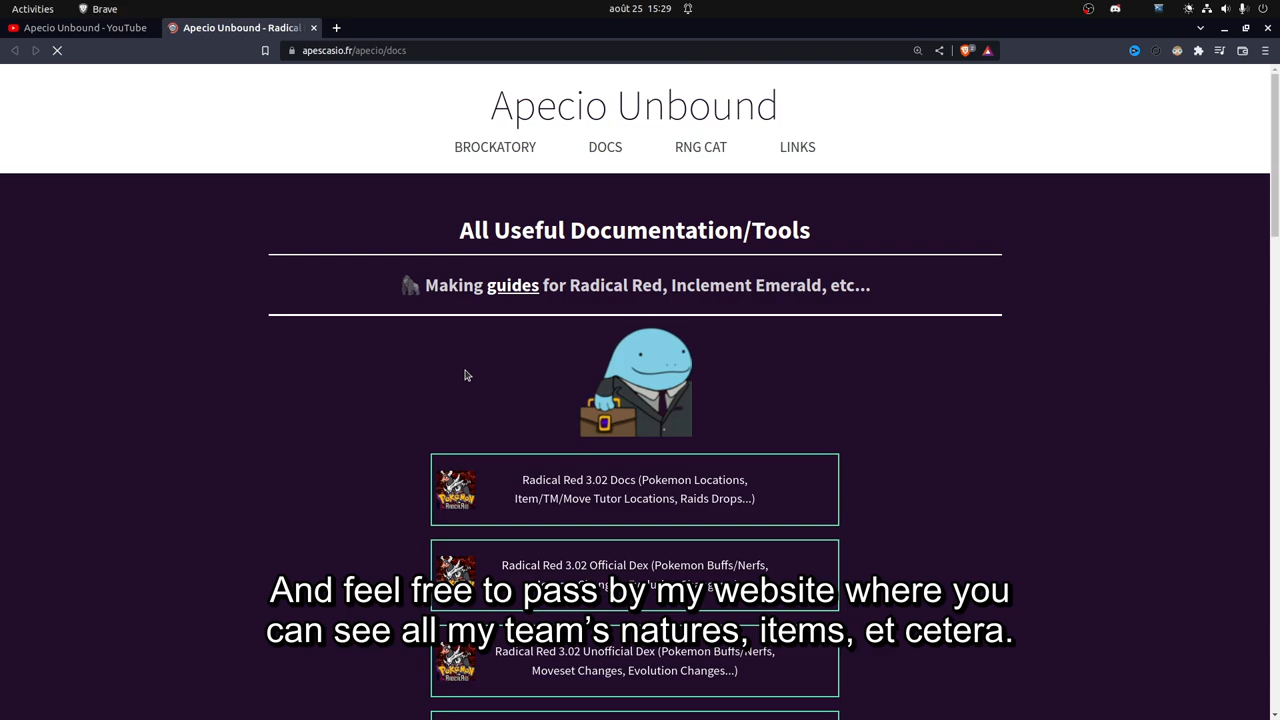 Activities
Brave
août 25 15:29
Apecio Unbound - YouTube
Apecio Unbound - Radical
apescasio.fr/apecio/docs
Apecio Unbound
BROCKATORY
DOCS
RNG CAT
LINKS
All Useful Documentation/Tools
Making guides for Radical Red, Inclement Emerald, etc...
Radical Red 3.02 Docs (Pokemon Locations,
Item/TM/Move Tutor Locations, Raids Drops...)
Radical Red 3.02 Official Dex (Pokemon Buffs/Nerfs,
And feel free to pass by my website where you
can see all my team's natures, items, et cetera.
Radical Red 3.02 Unofficial Dex (Pokemon Buffs/Nerfs,
Moveset Changes, Evolution Changes...)